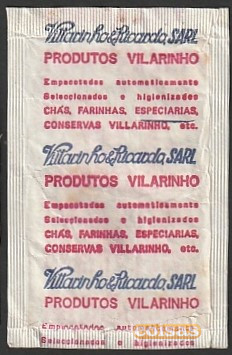 Villarinho & Ricardo, SARL
PRODUTOS VILARINHO
Empacotados automaticamente
Seleccionados e higienizados
CHÁS, FARINHAS, ESPECIARIAS,
CONSERVAS VILLARINHO, etc.
Villarinho & Ricardo, SARL
PRODUTOS VILARINHO
Empacotados automaticamente
Seleccionados e higienizados
CHÁS, FARINHAS, ESPECIARIAS,
CONSERVAS VILLARINHO, etc.
Villarinho & Ricardo, SARL
PRODUTOS VILARINHO
Empacotados
Seleccionados e higienizados
coisas